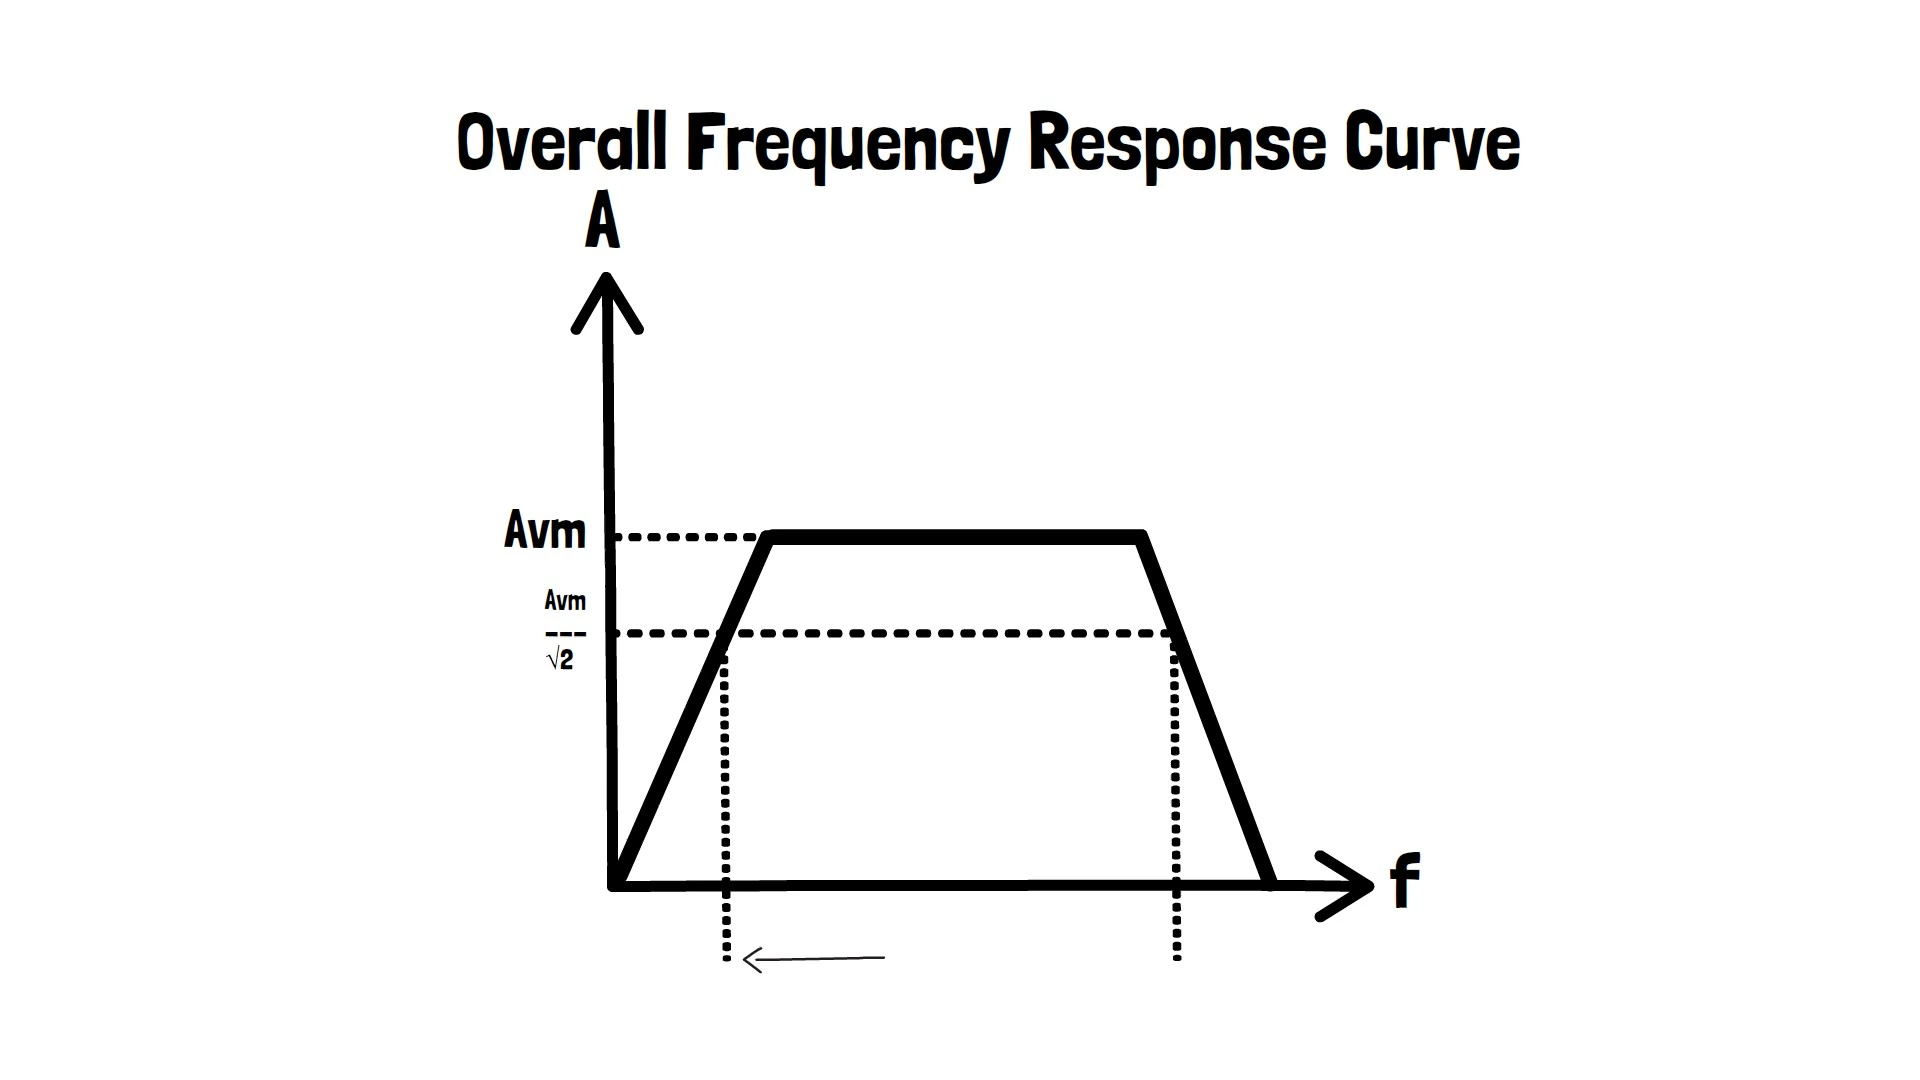 Overall Frequency Response Curve
A
Avm
Avm
---
√2
f